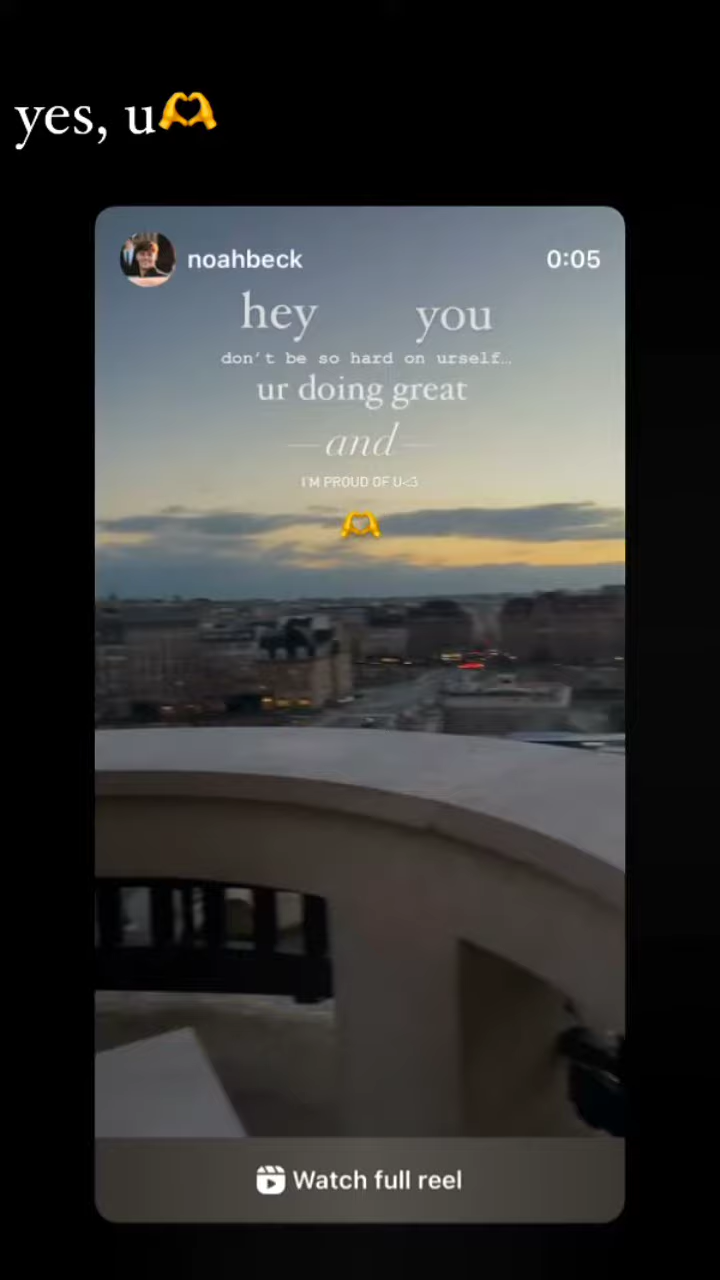 yes, u🫶
noahbeck
0:05
hey you
don't be so hard on urself…
ur doing great
—and—
I'M PROUD OF U<3
🫶
Watch full reel